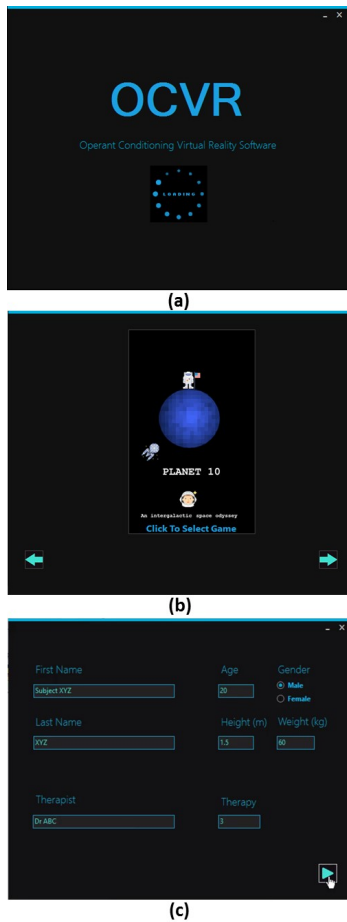 OCVR
Operant Conditioning Virtual Reality Software
LOADING
(a)
PLANET 10
An intergalactic space odyssey
Click To Select Game
(b)
First Name Age Gender
Subject XYZ 20 Male
Female
Last Name Height (m) Weight (kg)
XYZ 1.5 60
Therapist Therapy
Dr ABC 3
(c)